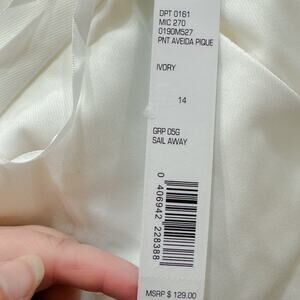 DPT 0161
MIC 270
0190M527
PNT AVEIDA PIQUE
IVORY
14
GRP 05G
SAIL AWAY
0 406942 228388
MSRP $ 129.00